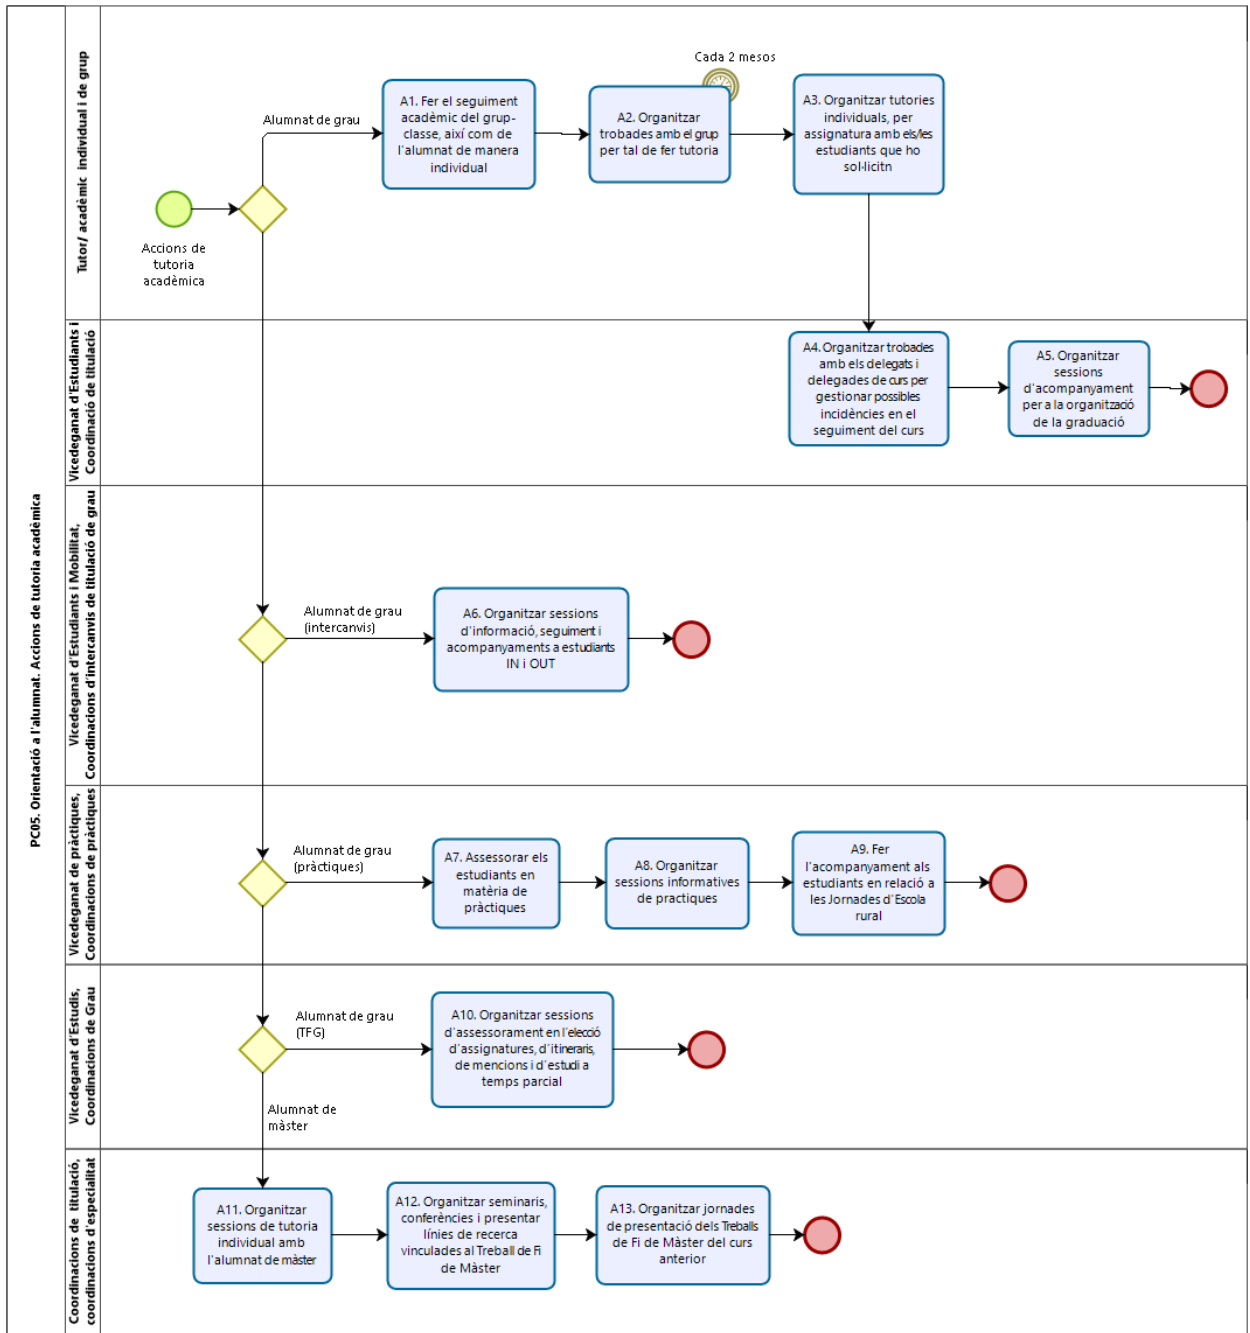 PC05. Orientació a l'alumnat. Accions de tutoria acadèmica
Tutor/ acadèmic individual i de grup
Accions de
tutoria
acadèmica
Alumnat de grau
A1. Fer el seguiment
acadèmic del grup-
classe, així com de
l'alumnat de manera
individual
Cada 2 mesos
A2. Organitzar
trobades amb el grup
per tal de fer tutoria
A3. Organitzar tutories
individuals, per
assignatura amb els/les
estudiants que ho
sol·licitn
Vicedeganat d'Estudiants i
Coordinació de titulació
A4. Organitzar trobades
amb els delegats i
delegades de curs per
gestionar possibles
incidències en el
seguiment del curs
A5. Organitzar
sessions
d'acompanyament
per a la organització
de la graduació
Vicedeganat d'Estudiants i Mobilitat,
Coordinacions d'intercanvis de titulació de grau
Alumnat de grau
(intercanvis)
A6. Organitzar sessions
d'informació, seguiment i
acompanyaments a estudiants
IN i OUT
Vicedeganat de pràctiques,
Coordinacions de pràctiques
Alumnat de grau
(pràctiques)
A7. Assessorar els
estudiants en
matèria de
pràctiques
A8. Organitzar
sessions informatives
de practiques
A9. Fer
l'acompanyament als
estudiants en relació a
les Jornades d'Escola
rural
Vicedeganat d'Estudis,
Coordinacions de Grau
Alumnat de grau
(TFG)
A10. Organitzar sessions
d'assessorament en l'elecció
d'assignatures, d'itineraris,
de mencions i d'estudi a
temps parcial
Alumnat de
màster
Coordinacions de titulació,
coordinacions d'especialitat
A11. Organitzar
sessions de tutoria
individual amb
l'alumnat de màster
A12. Organitzar seminaris,
conferències i presentar
línies de recerca
vinculades al Treball de Fi
de Màster
A13. Organitzar jornades
de presentació dels Treballs
de Fi de Màster del curs
anterior